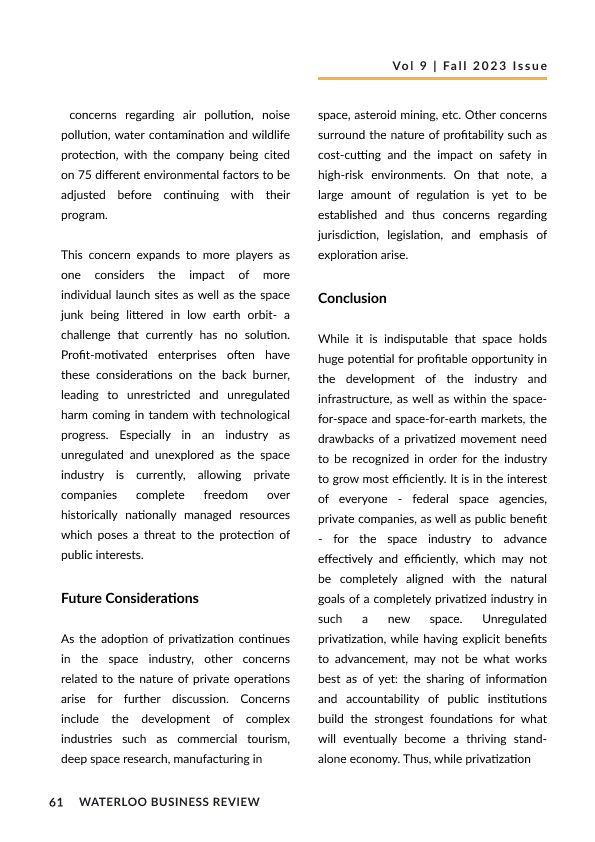 Vol 9 | Fall 2023 Issue
concerns regarding air pollution, noise
pollution, water contamination and wildlife
protection, with the company being cited
on 75 different environmental factors to be
adjusted before continuing with their
program.
This concern expands to more players as
one considers the impact of more
individual launch sites as well as the space
junk being littered in low earth orbit- a
challenge that currently has no solution.
Profit-motivated enterprises often have
these considerations on the back burner,
leading to unrestricted and unregulated
harm coming in tandem with technological
progress. Especially in an industry as
unregulated and unexplored as the space
industry is currently, allowing private
companies complete freedom over
historically nationally managed resources
which poses a threat to the protection of
public interests.
Future Considerations
As the adoption of privatization continues
in the space industry, other concerns
related to the nature of private operations
arise for further discussion. Concerns
include the development of complex
industries such as commercial tourism,
deep space research, manufacturing in
space, asteroid mining, etc. Other concerns
surround the nature of profitability such as
cost-cutting and the impact on safety in
high-risk environments. On that note, a
large amount of regulation is yet to be
established and thus concerns regarding
jurisdiction, legislation, and emphasis of
exploration arise.
Conclusion
While it is indisputable that space holds
huge potential for profitable opportunity in
the development of the industry and
infrastructure, as well as within the space-
for-space and space-for-earth markets, the
drawbacks of a privatized movement need
to be recognized in order for the industry
to grow most efficiently. It is in the interest
of everyone - federal space agencies,
private companies, as well as public benefit
- for the space industry to advance
effectively and efficiently, which may not
be completely aligned with the natural
goals of a completely privatized industry in
such a new space. Unregulated
privatization, while having explicit benefits
to advancement, may not be what works
best as of yet: the sharing of information
and accountability of public institutions
build the strongest foundations for what
will eventually become a thriving stand-
alone economy. Thus, while privatization
61 WATERLOO BUSINESS REVIEW